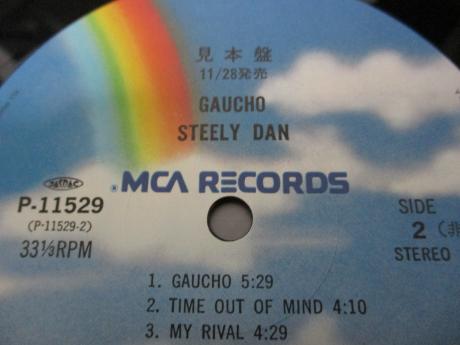 見本盤
11/28発売
GAUCHO
STEELY DAN
MCA RECORDS
P-11529
(P-11529-2)
33⅓RPM
SIDE
2 (非
STEREO
1. GAUCHO 5:29
2. TIME OUT OF MIND 4:10
3. MY RIVAL 4:29